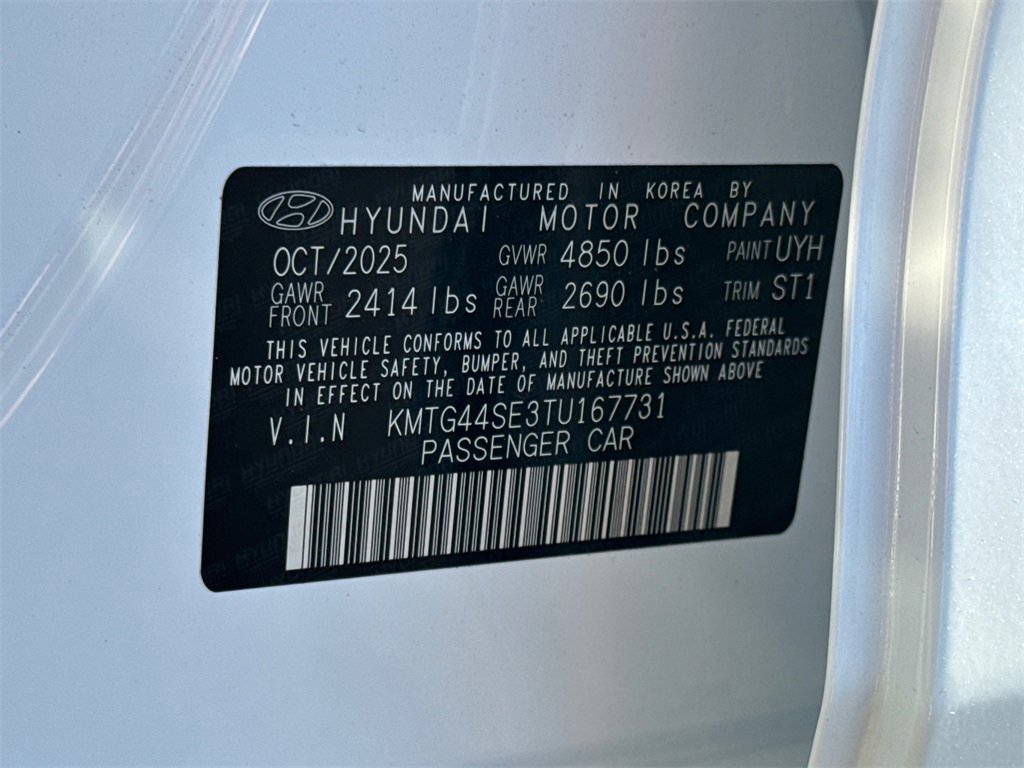 MANUFACTURED IN KOREA BY
HYUNDAI MOTOR COMPANY
OCT/2025 GVWR 4850 lbs PAINT UYH
GAWR FRONT 2414 lbs GAWR REAR 2690 lbs TRIM ST1
THIS VEHICLE CONFORMS TO ALL APPLICABLE U.S.A. FEDERAL
MOTOR VEHICLE SAFETY, BUMPER, AND THEFT PREVENTION STANDARDS
IN EFFECT ON THE DATE OF MANUFACTURE SHOWN ABOVE
V.I.N KMTG44SE3TU167731
PASSENGER CAR